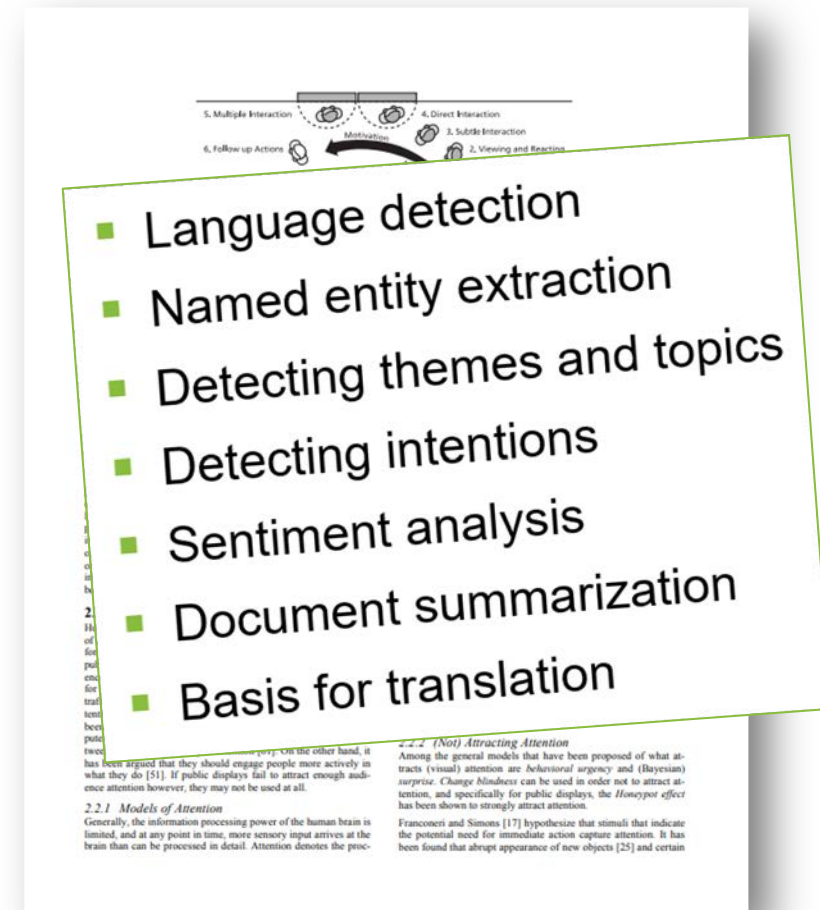 5. Multiple Interaction
4. Direct Interaction
3. Subtle Interaction
Motivation
6. Follow up Actions
2. Viewing and Reacting
▪ Language detection
▪ Named entity extraction
▪ Detecting themes and topics
▪ Detecting intentions
▪ Sentiment analysis
▪ Document summarization
▪ Basis for translation
On the other hand, it
has been argued that they should engage people more actively in
what they do [51]. If public displays fail to attract enough audi-
ence attention however, they may not be used at all.
2.2.1 Models of Attention
Generally, the information processing power of the human brain is
limited, and at any point in time, more sensory input arrives at the
brain than can be processed in detail. Attention denotes the proc-
2.2.2 (Not) Attracting Attention
Among the general models that have been proposed of what at-
tracts (visual) attention are behavioral urgency and (Bayesian)
surprise. Change blindness can be used in order not to attract at-
tention, and specifically for public displays, the Honeypot effect
has been shown to strongly attract attention.
Franconeri and Simons [17] hypothesize that stimuli that indicate
the potential need for immediate action capture attention. It has
been found that abrupt appearance of new objects [25] and certain